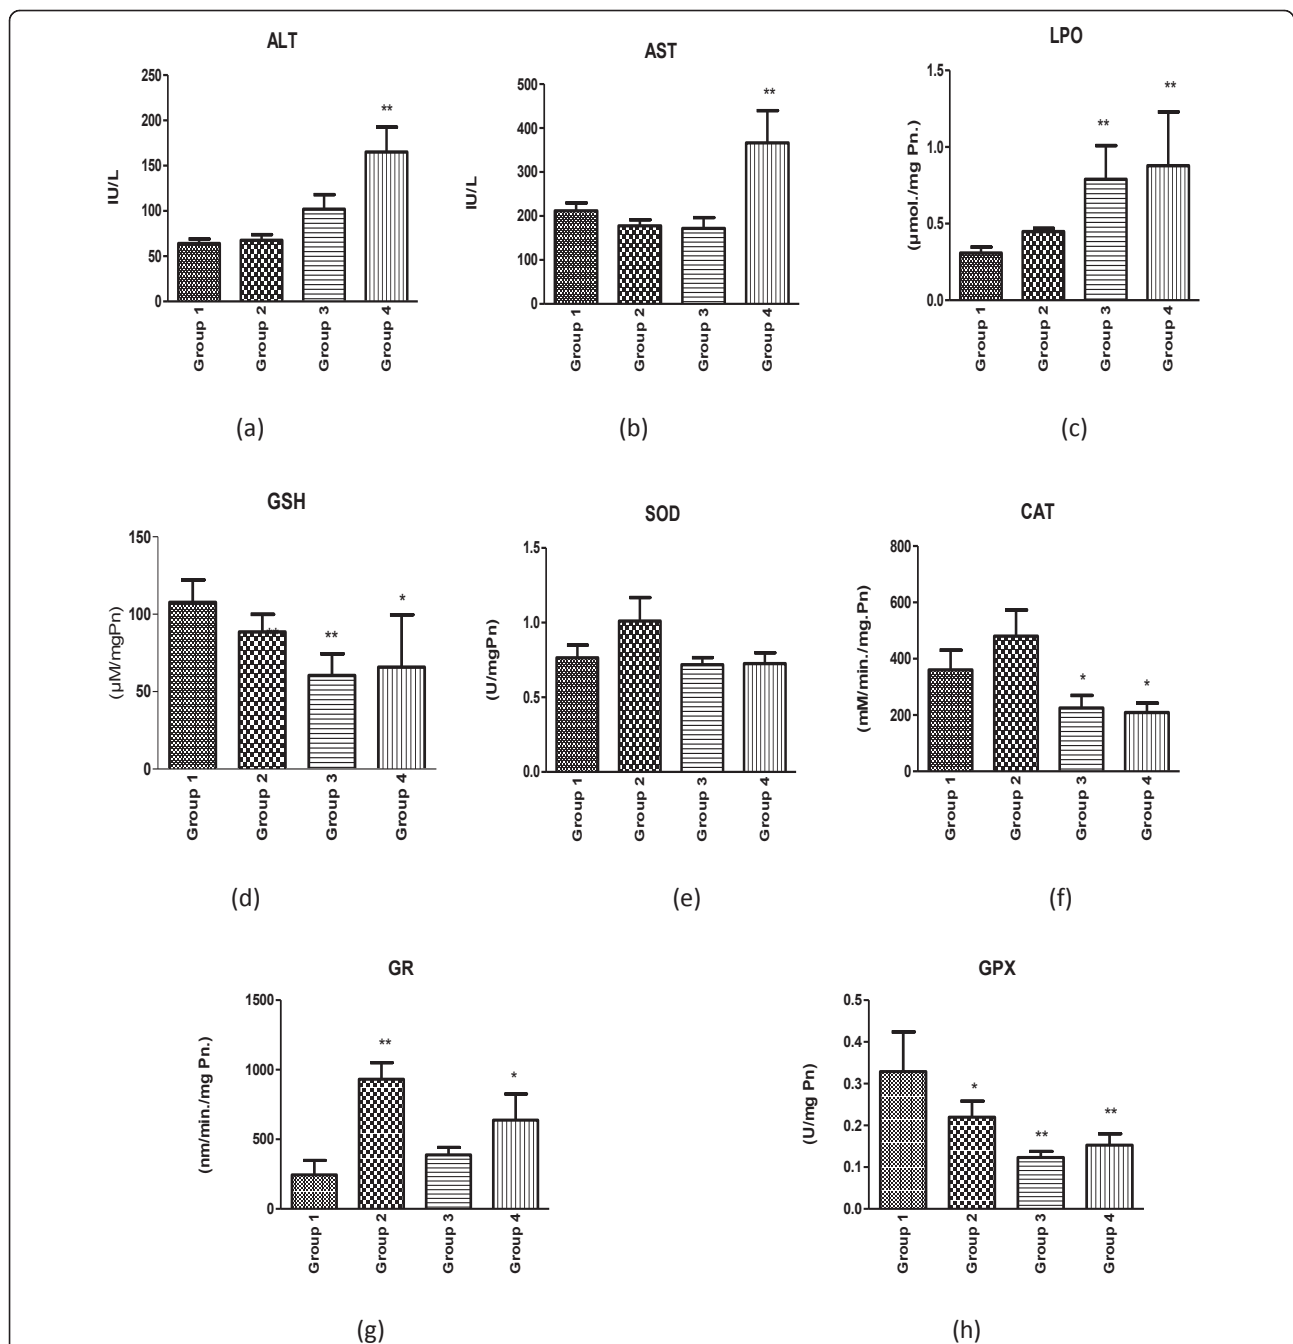 ALT
250
200
150
100
50
0
IU/L
**
Group 1
Group 2
Group 3
Group 4
(a)
AST
500
400
300
200
100
0
IU/L
**
Group 1
Group 2
Group 3
Group 4
(b)
LPO
1.5
1.0
0.5
0.0
(µmol./mg Pn.)
**
**
Group 1
Group 2
Group 3
Group 4
(c)
GSH
150
100
50
0
(µM/mgPn)
**
**
*
Group 1
Group 2
Group 3
Group 4
(d)
SOD
1.5
1.0
0.5
0.0
(U/mgPn)
Group 1
Group 2
Group 3
Group 4
(e)
CAT
800
600
400
200
0
(mM/min./mg.Pn)
*
*
Group 1
Group 2
Group 3
Group 4
(f)
GR
1500
1000
500
0
(nm/min./mg Pn.)
**
*
Group 1
Group 2
Group 3
Group 4
(g)
GPX
0.5
0.4
0.3
0.2
0.1
0.0
(U/mg Pn)
*
**
**
Group 1
Group 2
Group 3
Group 4
(h)